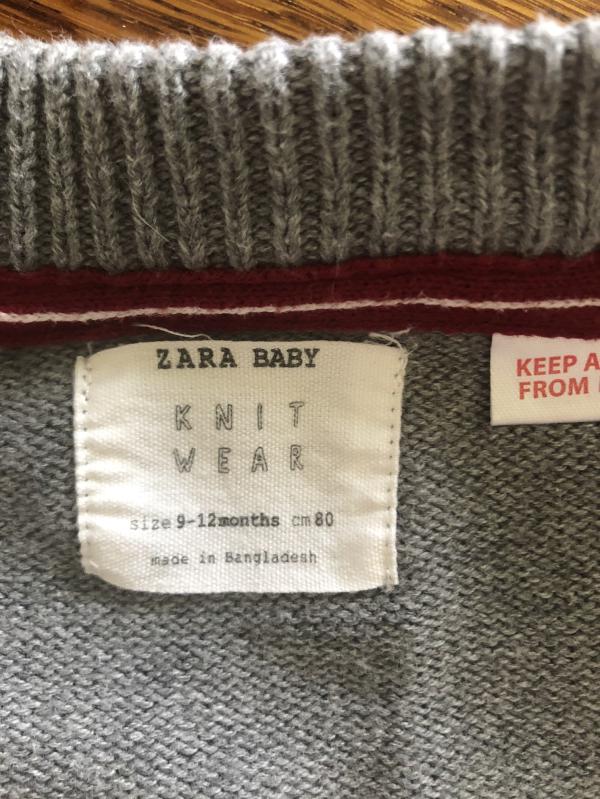 ZARA BABY
KNIT
WEAR
size 9-12months cm 80
made in Bangladesh
KEEP A
FROM